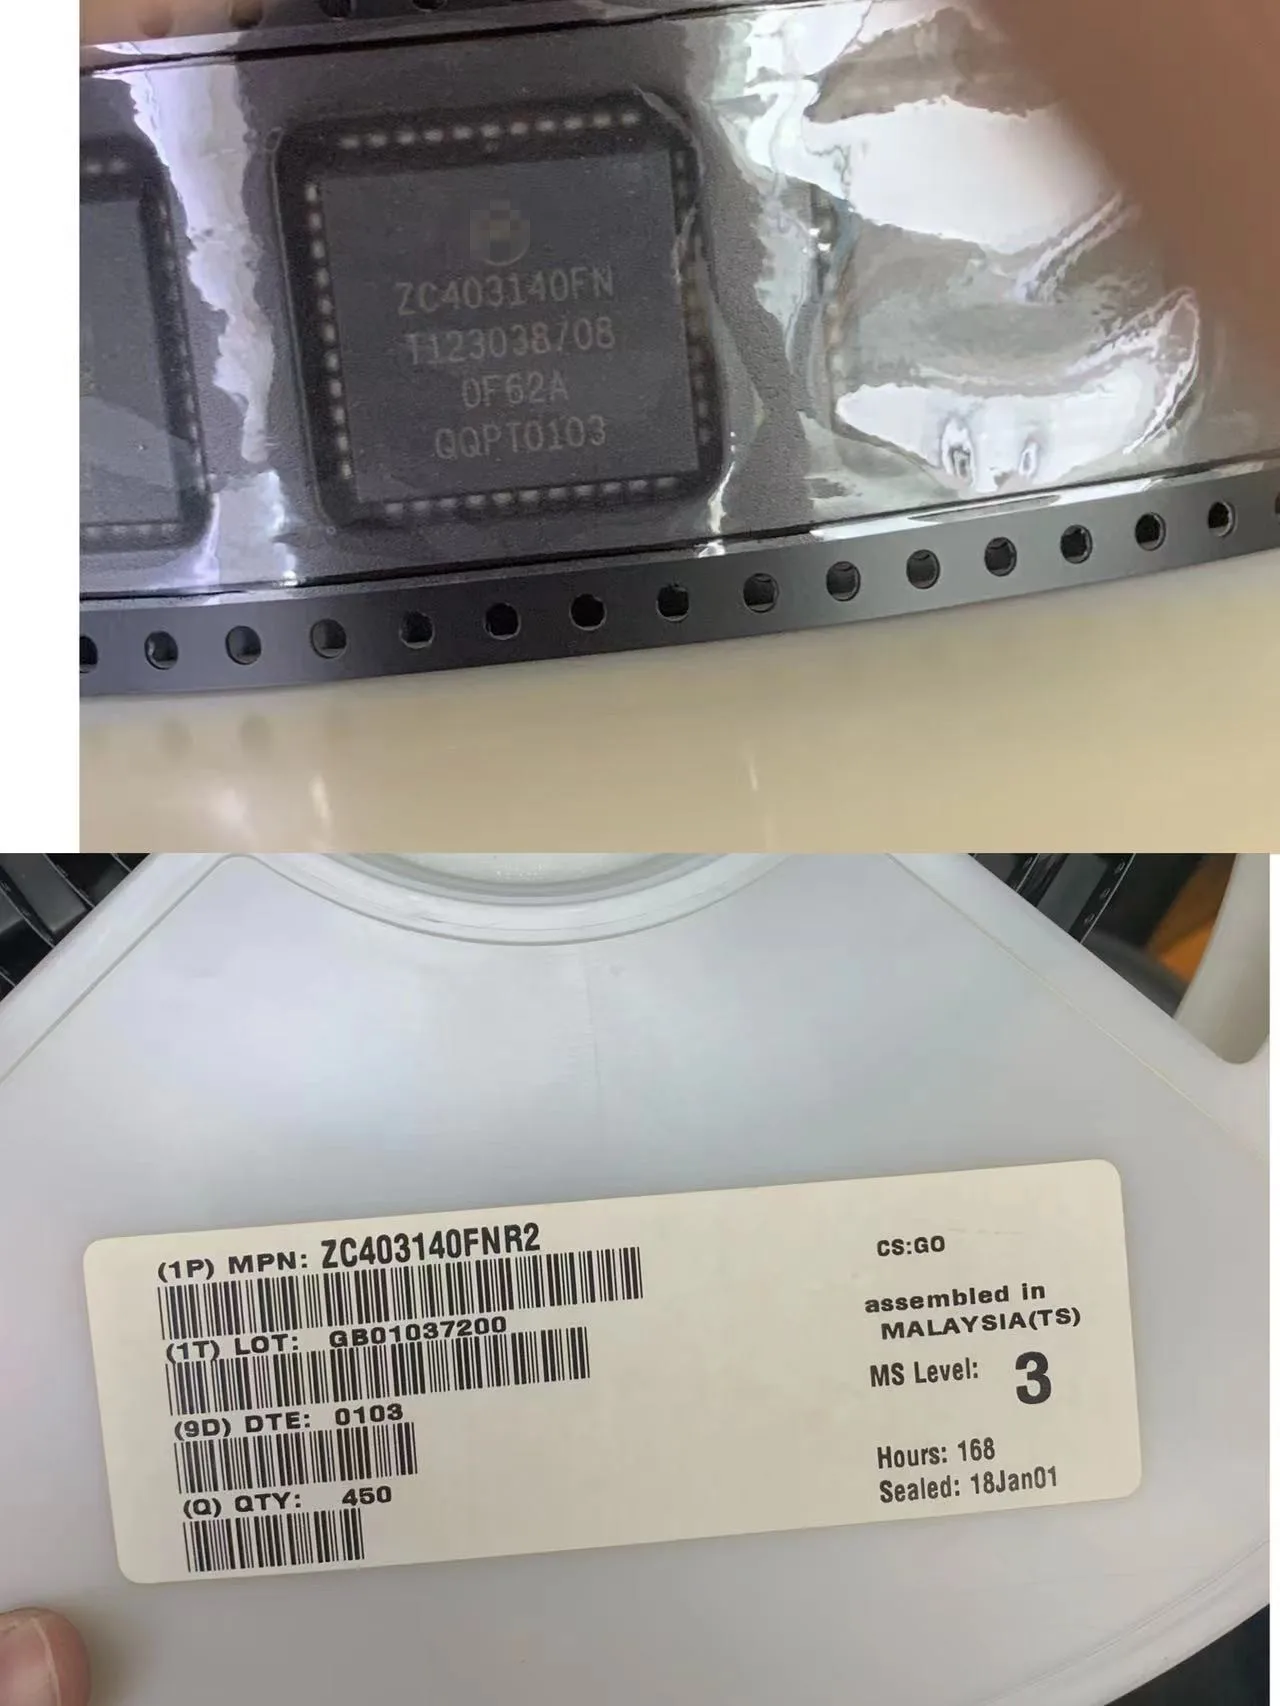 ZC403140FN
T123038708
0F62A
QQPT0103
(1P) MPN: ZC403140FNR2
(1T) LOT: GB01037200
(9D) DTE: 0103
(Q) QTY: 450
CS:GO
assembled in
MALAYSIA(TS)
MS Level: 3
Hours: 168
Sealed: 18Jan01